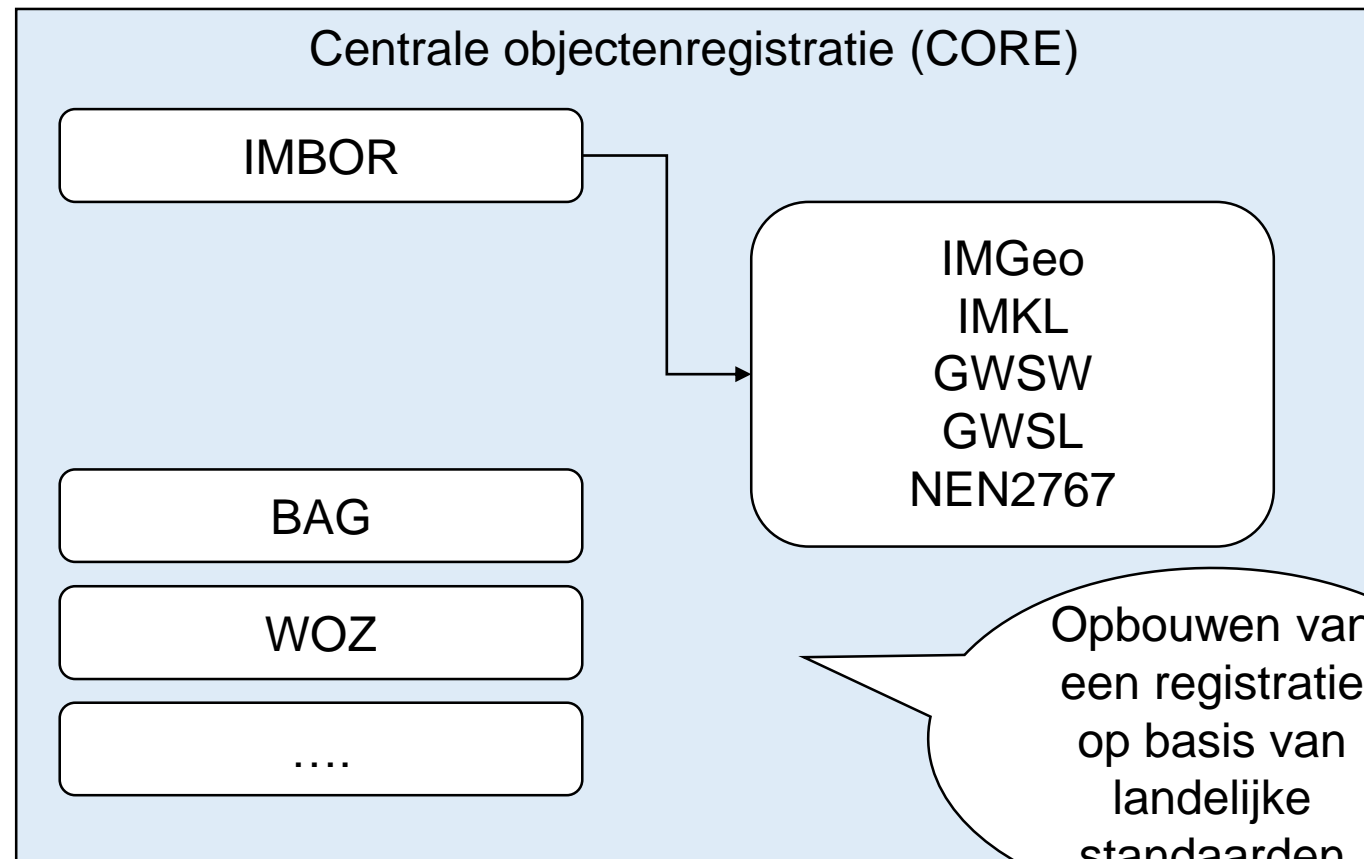 Centrale objectenregistratie (CORE)
IMBOR
IMGeo
IMKL
GWSW
GWSL
NEN2767
BAG
WOZ
….
Opbouwen van
een registratie
op basis van
landelijke
standaarden